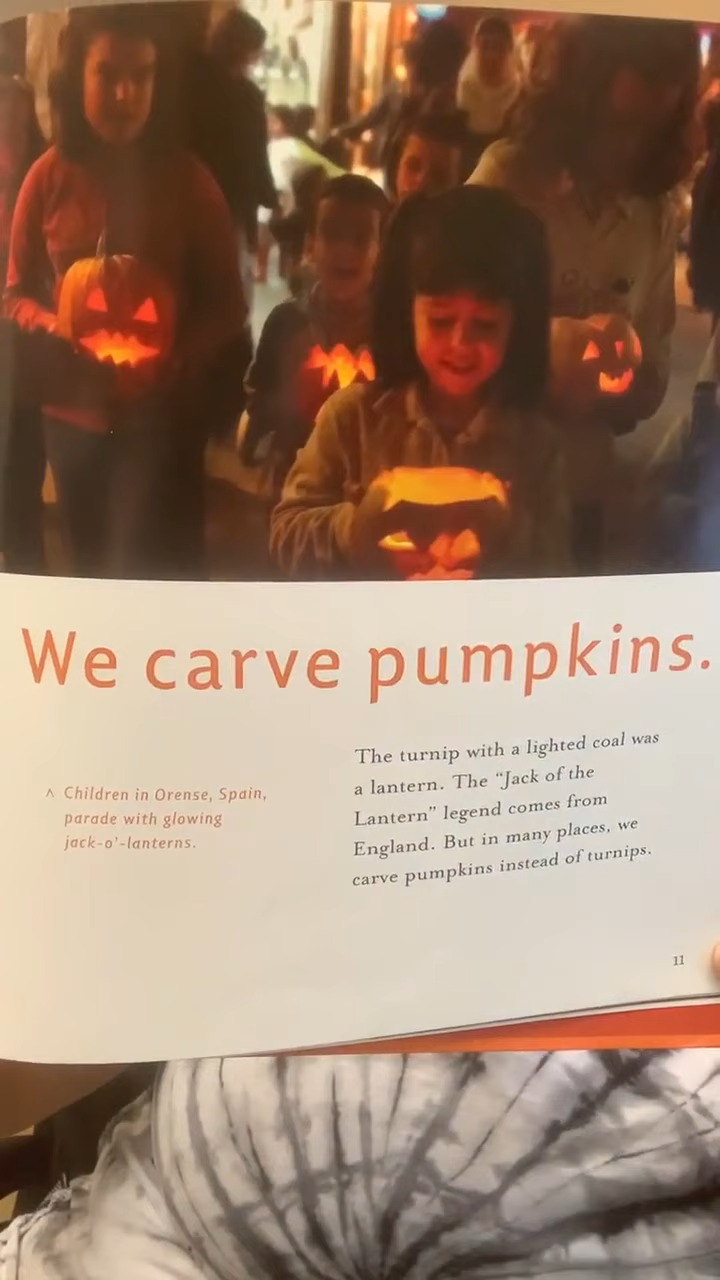 We carve pumpkins.
^ Children in Orense, Spain,
parade with glowing
jack-o'-lanterns.
The turnip with a lighted coal was
a lantern. The “Jack of the
Lantern” legend comes from
England. But in many places, we
carve pumpkins instead of turnips.
11